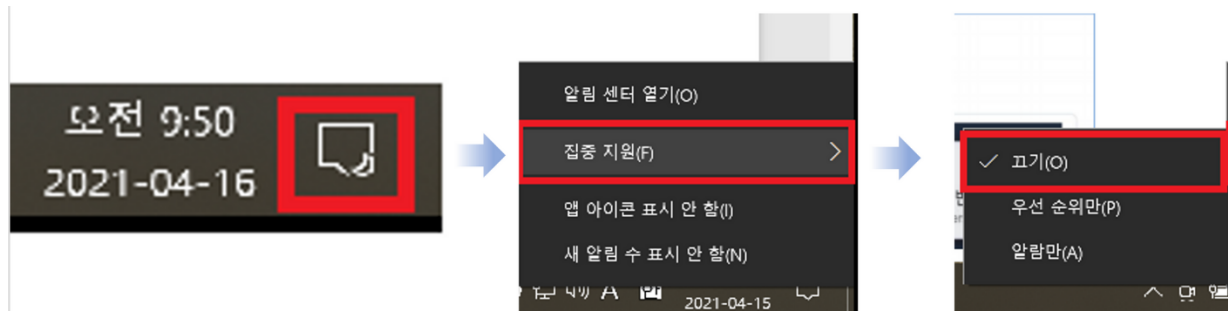 오전 9:50
2021-04-16
알림 센터 열기(O)
집중 지원(F)
앱 아이콘 표시 안 함(I)
새 알림 수 표시 안 함(N)
A
2021-04-15
끄기(O)
우선 순위만(P)
알람만(A)